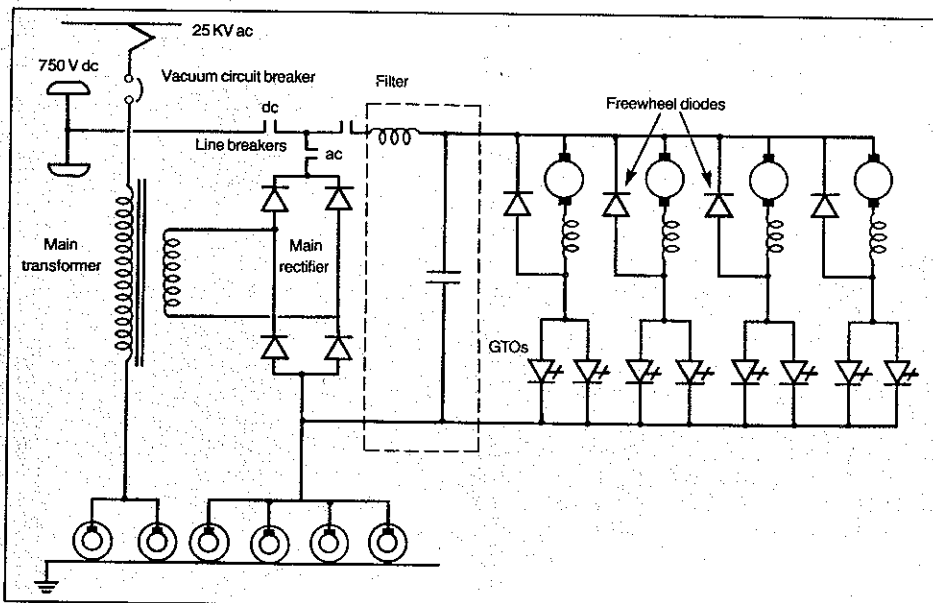 25 KV ac
750 V dc
Vacuum circuit breaker
Filter
dc
Freewheel diodes
Line breakers
ac
Main
transformer
Main
rectifier
GTOs